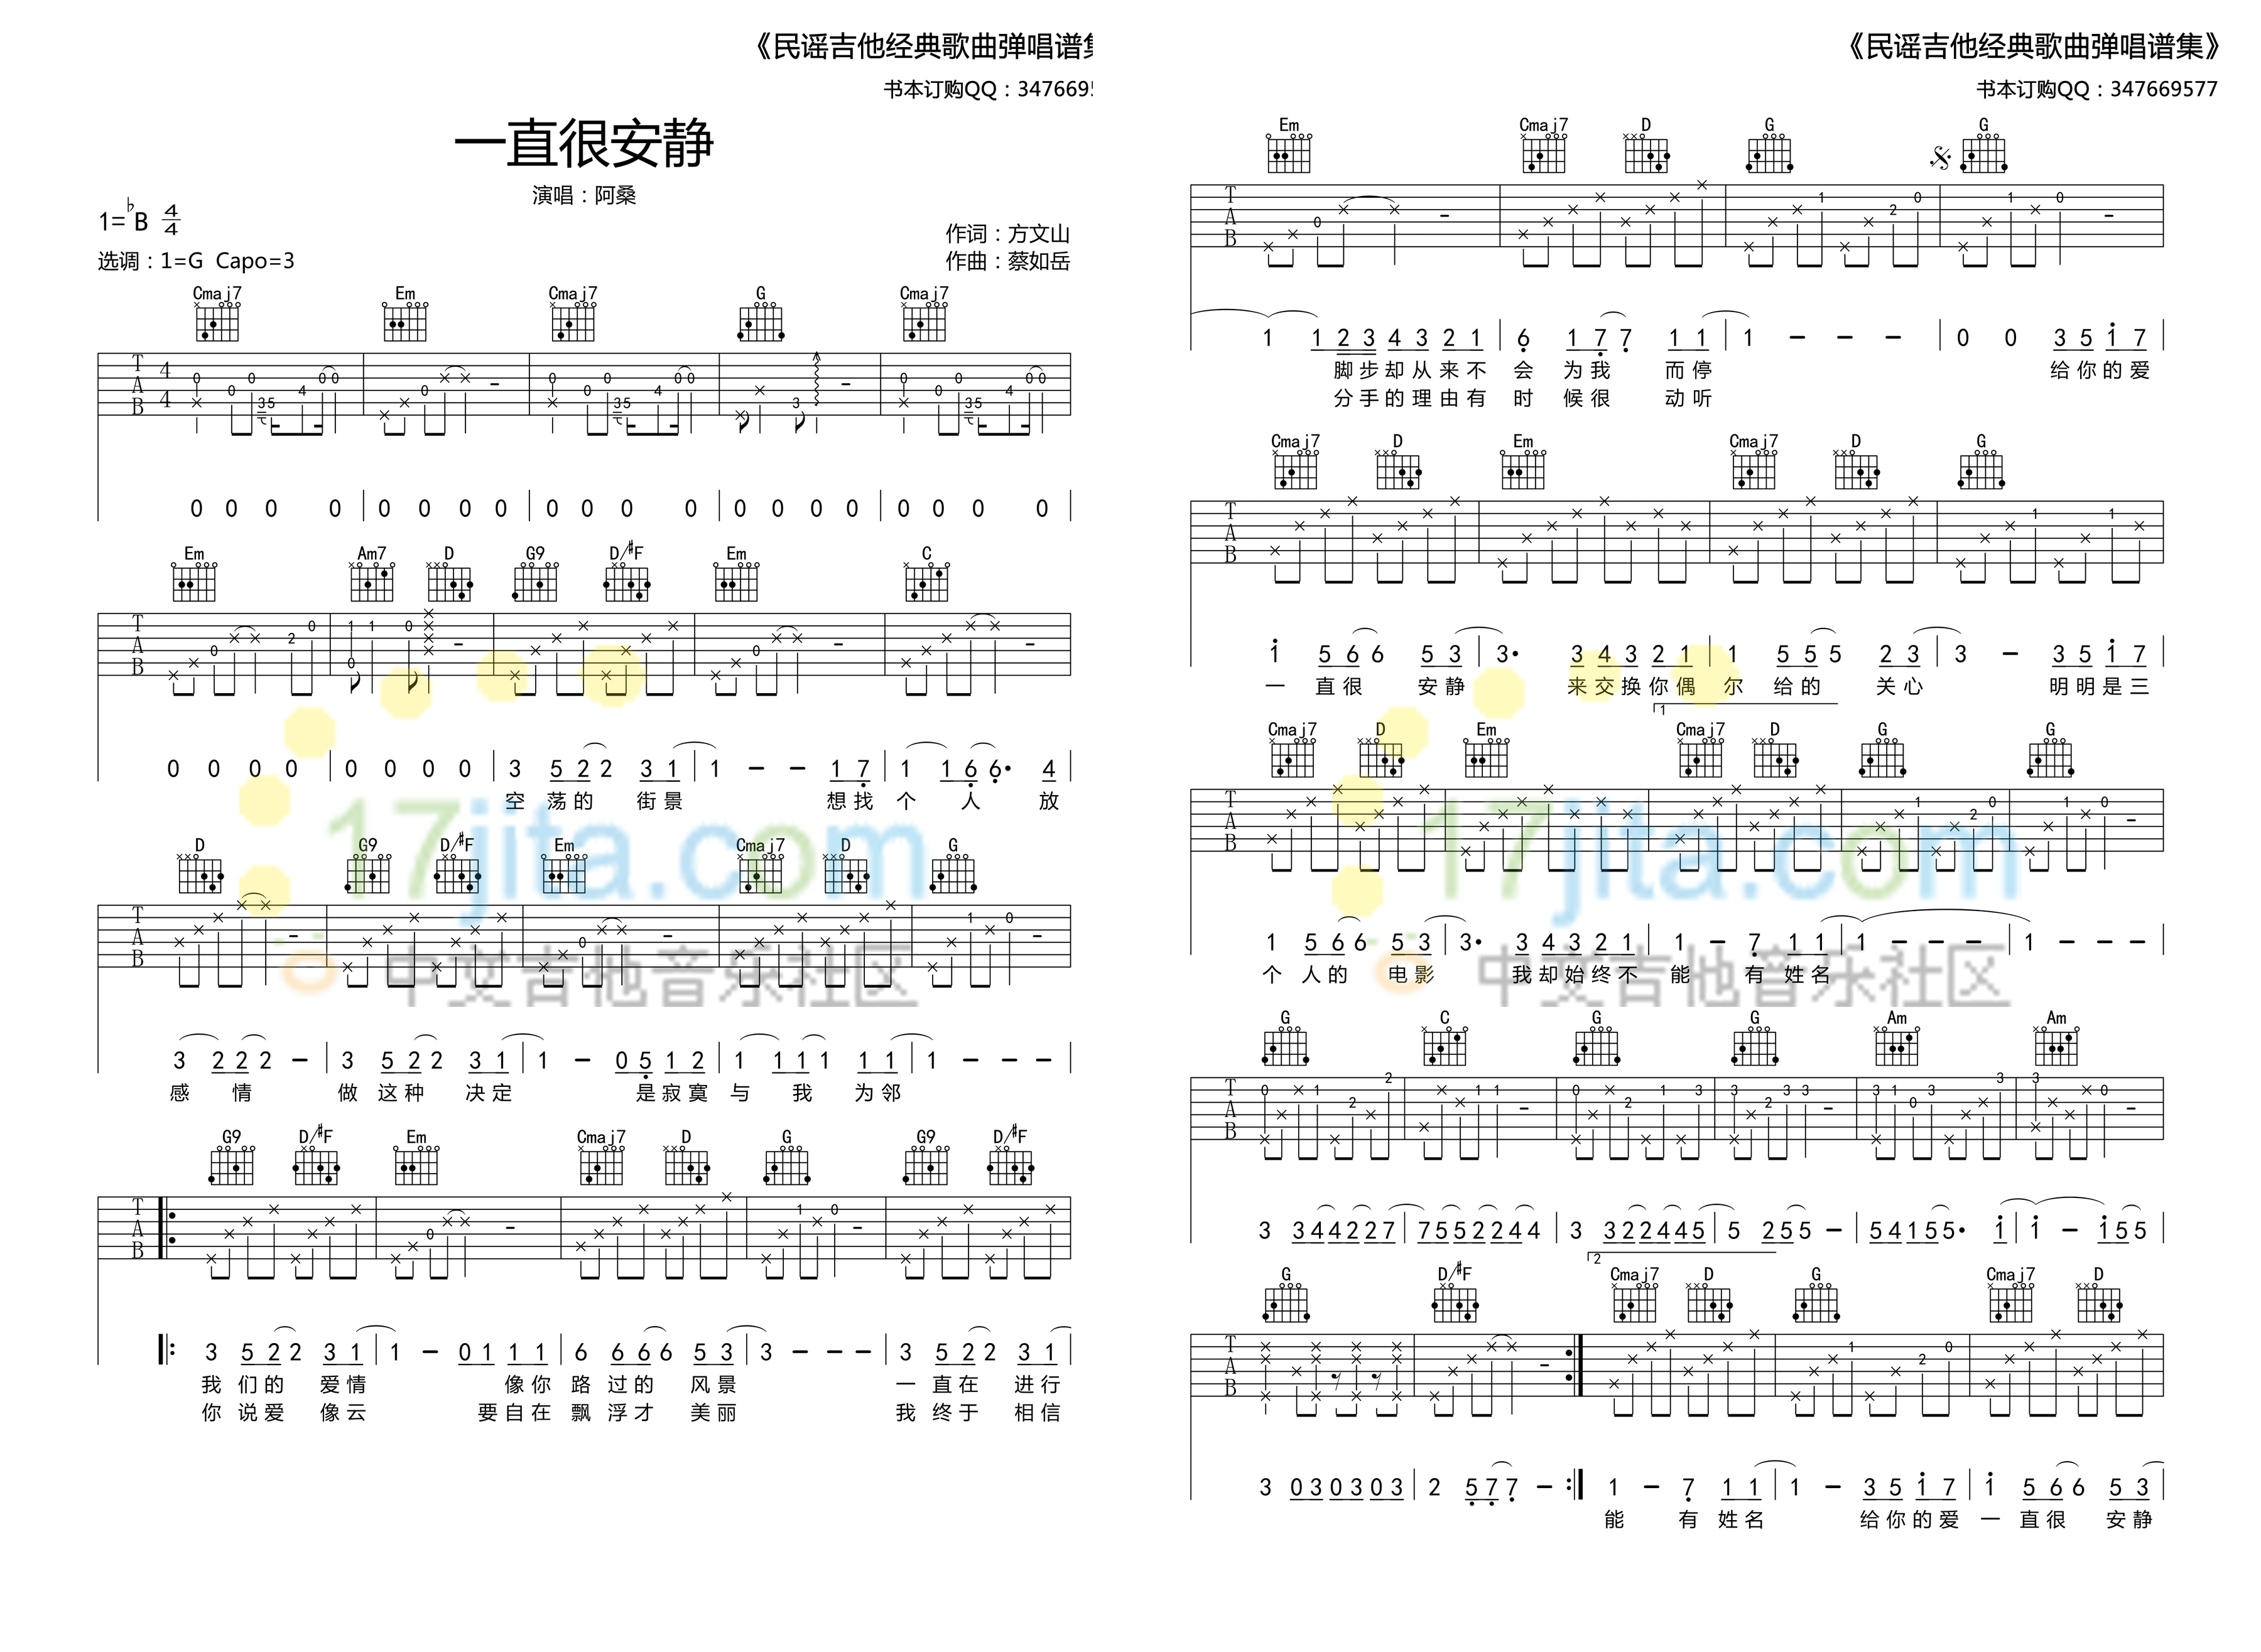 《民谣吉他经典歌曲弹唱谱集
书本订购QQ：3476695
一直很安静
演唱：阿桑
1=♭B 4/4
作词：方文山
选调：1=G Capo=3
作曲：蔡如岳
Cmaj7 Em Cmaj7 G Cmaj7
T A B 4 4
0 0 0 0 0 0 0 0 0 0 0 0 0 0 0 0 0 0 0 0
Em Am7 D G9 D/#F Em C
T A B
0 0 0 0 0 0 0 0 3 5 2 2 3 1 1 － － 1 7 1 1 6 6· 4
空 荡 的 街 景 想 找 个 人 放
D G9 D/#F Em Cmaj7 D G
T A B
3 2 2 2 － 3 5 2 2 3 1 1 － 0 5 1 2 1 1 1 1 1 1 1 － － －
感 情 做 这 种 决 定 是 寂 寞 与 我 为 邻
G9 D/#F Em Cmaj7 D G G9 D/#F
T A B
3 5 2 2 3 1 1 － 0 1 1 1 6 6 6 6 5 3 3 － － － 3 5 2 2 3 1
我 们 的 爱 情 像 你 路 过 的 风 景 一 直 在 进 行
你 说 爱 像 云 要 自 在 飘 浮 才 美 丽 我 终 于 相 信
《民谣吉他经典歌曲弹唱谱集》
书本订购QQ：347669577
Em Cmaj7 D G G
T A B
1 1 2 3 4 3 2 1 6 1 7 7 1 1 1 － － － 0 0 3 5 1 7
脚 步 却 从 来 不 会 为 我 而 停 给 你 的 爱
分 手 的 理 由 有 时 候 很 动 听
Cmaj7 D Em Cmaj7 D G
T A B
1 5 6 6 5 3 3· 3 4 3 2 1 1 5 5 5 2 3 3 － 3 5 1 7
一 直 很 安 静 来 交 换 你 偶 尔 给 的 关 心 明 明 是 三
1
Cmaj7 D Em Cmaj7 D G G
T A B
1 5 6 6 5 3 3· 3 4 3 2 1 1 － 7 1 1 1 － － － 1 － － －
个 人 的 电 影 我 却 始 终 不 能 有 姓 名
17jita.com
中文吉他音乐社区
G C G G Am Am
T A B
3 3 4 4 2 2 7 7 5 5 2 2 4 4 3 3 2 2 4 4 5 5 2 5 5 － 5 4 1 5 5· 1 1 － 1 5 5
2
G D/#F Cmaj7 D G Cmaj7 D
T A B
3 0 3 0 3 0 3 2 5 7 7 － 1 － 7 1 1 1 － 3 5 1 7 1 5 6 6 5 3
能 有 姓 名 给 你 的 爱 一 直 很 安 静